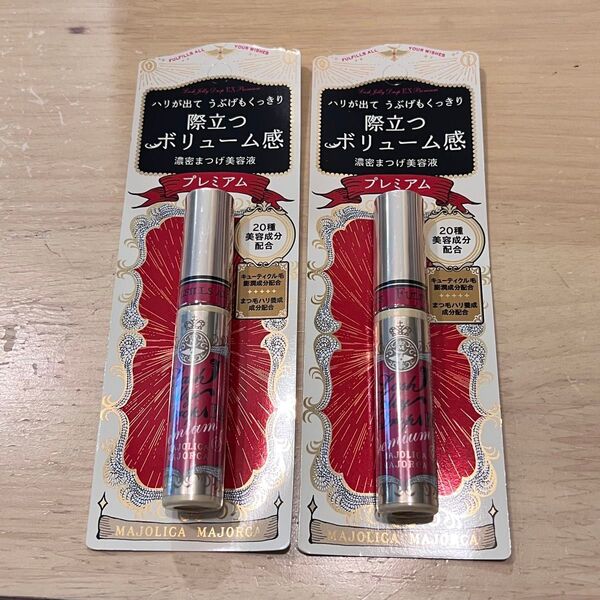 FULFILLS ALL YOUR WISHES
Lash Jelly Drop EX Premium
ハリが出て うぶげもくっきり
際立つ
ボリューム感
濃密まつげ美容液
プレミアム
20種
美容成分
配合
キューティクル毛
膨潤成分配合
まつ毛ハリ養成
成分配合
Lash
Jelly
MAJOLICA
MAJORCA
MAJOLICA MAJORCA
FULFILLS ALL YOUR WISHES
Lash Jelly Drop EX Premium
ハリが出て うぶげもくっきり
際立つ
ボリューム感
濃密まつげ美容液
プレミアム
20種
美容成分
配合
キューティクル毛
膨潤成分配合
まつ毛ハリ養成
成分配合
Lash
Jelly
MAJOLICA
MAJORCA
MAJOLICA MAJORCA